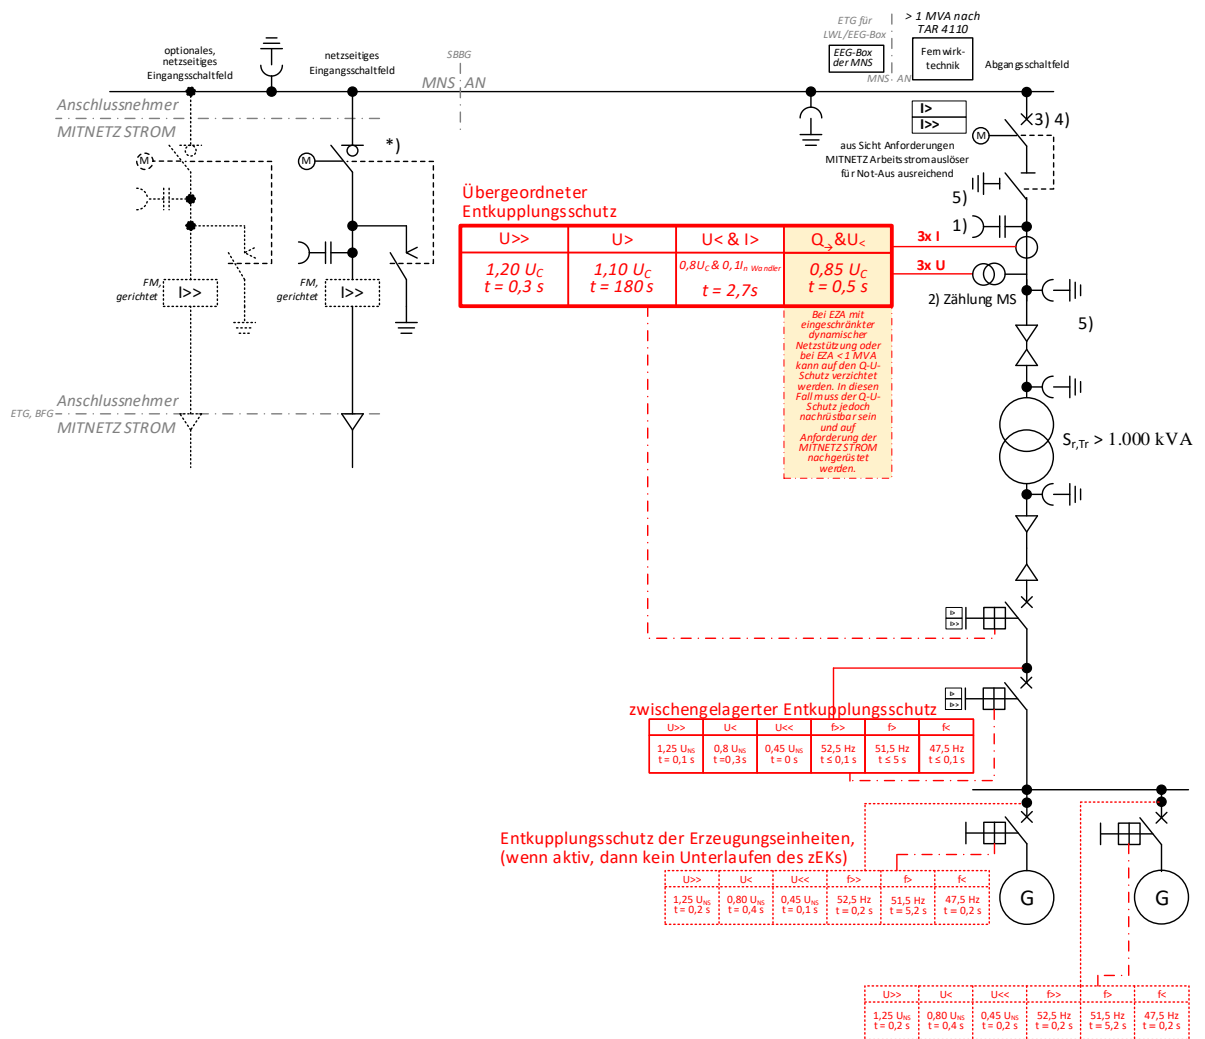 optionales,
netzseitiges
Eingangsschaltfeld
netzseitiges
Eingangsschaltfeld
SBBG
MNS AN
ETG für
LWL/EEG-Box
EEG-Box
der MNS
MNS AN
> 1 MVA nach
TAR 4110
Fernwirk-
technik
Abgangsschaltfeld
Anschlussnehmer
MITNETZ STROM
M
M
*)
I>
I>>
aus Sicht Anforderungen
MITNETZ Arbeitsstromauslöser
für Not-Aus ausreichend
M
3) 4)
5)
1)
FM,
gerichtet
I>>
FM,
gerichtet
I>>
Übergeordneter
Entkupplungsschutz
U>> U> U< & I> Q→&U<
1,20 UC 1,10 UC 0,8UC & 0,1In Wandler 0,85 UC
t = 0,3 s t = 180 s t = 2,7s t = 0,5 s
3x I
3x U
2) Zählung MS
5)
Bei EZA mit
eingeschränkter
dynamischer
Netzstützung oder
bei EZA < 1 MVA
kann auf den Q-U-
Schutz verzichtet
werden. In diesen
Fall muss der Q-U-
Schutz jedoch
nachrüstbar sein
und auf
Anforderung der
MITNETZ STROM
nachgerüstet
werden.
Anschlussnehmer
ETG, BFG
MITNETZ STROM
Sr,Tr > 1.000 kVA
I>
I>>
I>
I>>
zwischengelagerter Entkupplungsschutz
U>> U< U<< f>> f> f<
1,25 UNS 0,8 UNS 0,45 UNS 52,5 Hz 51,5 Hz 47,5 Hz
t = 0,1 s t =0,3s t = 0 s t ≤ 0,1s t ≤ 5 s t ≤ 0,1s
Entkupplungsschutz der Erzeugungseinheiten,
(wenn aktiv, dann kein Unterlaufen des zEKs)
U>> U< U<< f>> f> f<
1,25 UNS 0,80 UNS 0,45 UNS 52,5 Hz 51,5 Hz 47,5 Hz
t = 0,2 s t = 0,4 s t = 0,1 s t = 0,2 s t = 5,2 s t = 0,2 s
G
G
U>> U< U<< f>> f> f<
1,25 UNS 0,80 UNS 0,45 UNS 52,5 Hz 51,5 Hz 47,5 Hz
t = 0,2 s t = 0,4 s t = 0,2 s t = 0,2 s t = 5,2 s t = 0,2 s